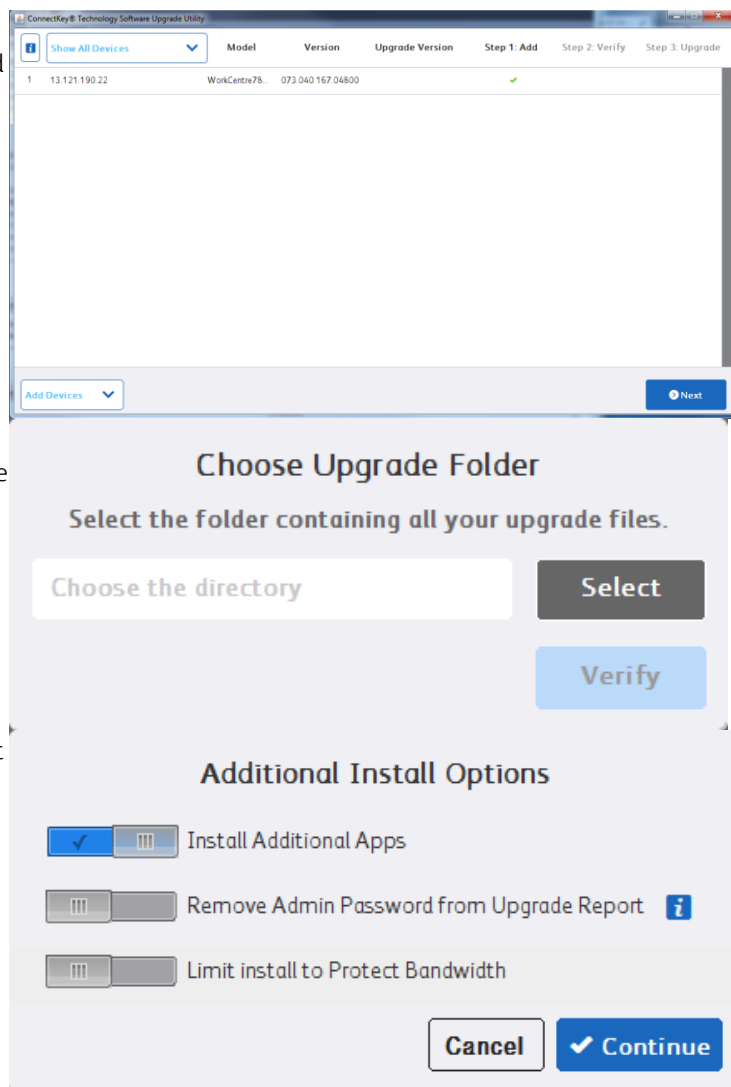 ConnectKey® Technology Software Upgrade Utility
Show All Devices Model Version Upgrade Version Step 1: Add Step 2: Verify Step 3: Upgrade
1 13.121.190.22 WorkCentre78... 073.040.167.04800
Add Devices Next
Choose Upgrade Folder
Select the folder containing all your upgrade files.
Choose the directory Select
Verify
Additional Install Options
Install Additional Apps
Remove Admin Password from Upgrade Report i
Limit install to Protect Bandwidth
Cancel Continue